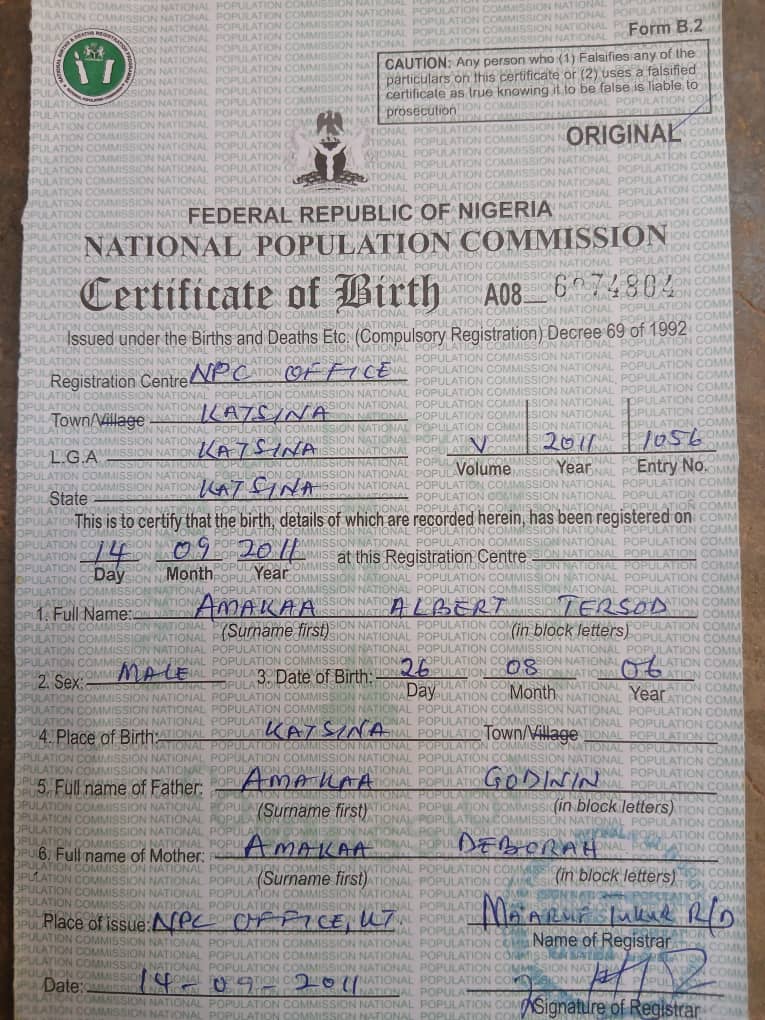 Form B.2
CAUTION: Any person who (1) Falsifies any of the
particulars on this certificate or (2) uses a falsified
certificate as true knowing it to be false is liable to
prosecution
ORIGINAL
FEDERAL REPUBLIC OF NIGERIA
NATIONAL POPULATION COMMISSION
Certificate of Birth A08
Issued under the Births and Deaths Etc. (Compulsory Registration) Decree 69 of 1992
Registration Centre NPC OFFICE
Town/Village KATSINA
L.G.A KATSINA
V 2011 1056
Volume Year Entry No.
State KATSINA
This is to certify that the birth, details of which are recorded herein, has been registered on
14 09 2011 at this Registration Centre
Day Month Year
1. Full Name: AMAKAA ALBERT TERSOD
(Surname first) (in block letters)
2. Sex: MALE 3. Date of Birth: 26 08 06
Day Month Year
4. Place of Birth: KATSINA Town/Village
5. Full name of Father: AMAKAA GODININ
(Surname first) (in block letters)
6. Full name of Mother: AMAKAA DEBORAH
(Surname first) (in block letters)
Place of issue: NPC OFFICE, KT. MA'ARUF TUKUR R/D
Name of Registrar
Date: 14-09-2011
Signature of Registrar